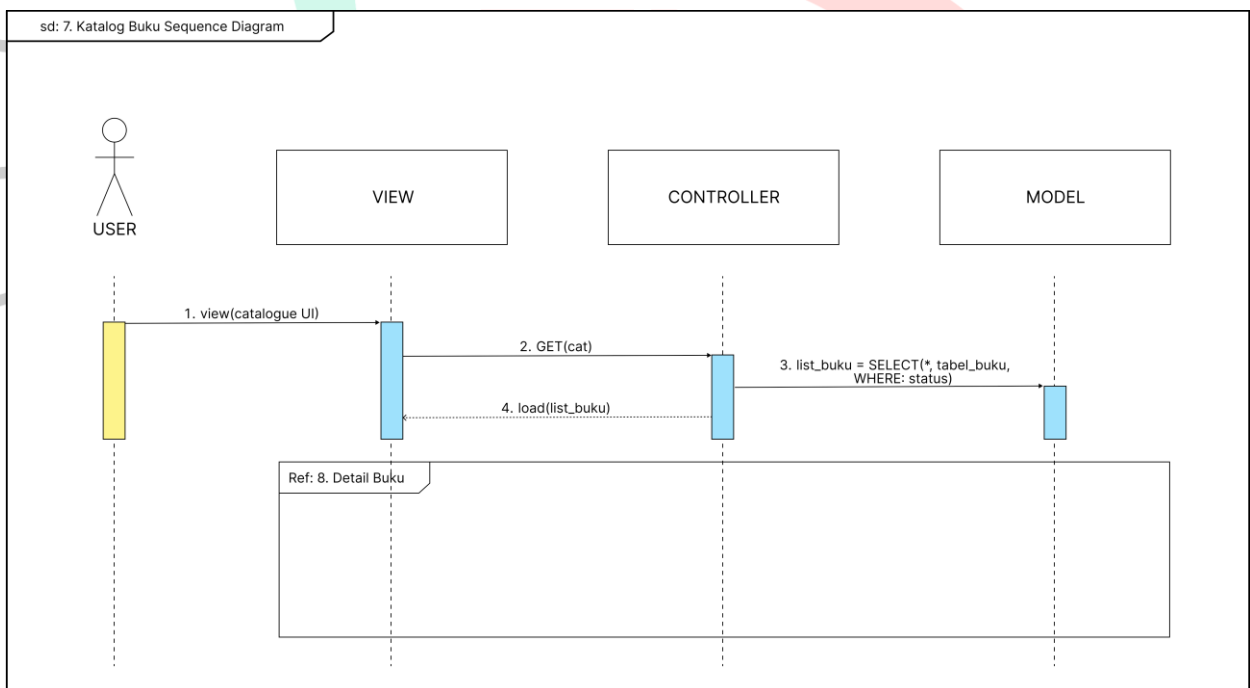 sd: 7. Katalog Buku Sequence Diagram
USER
VIEW
CONTROLLER
MODEL
1. view(catalogue UI)
2. GET(cat)
3. list_buku = SELECT(*, tabel_buku,
WHERE: status)
4. load(list_buku)
Ref: 8. Detail Buku